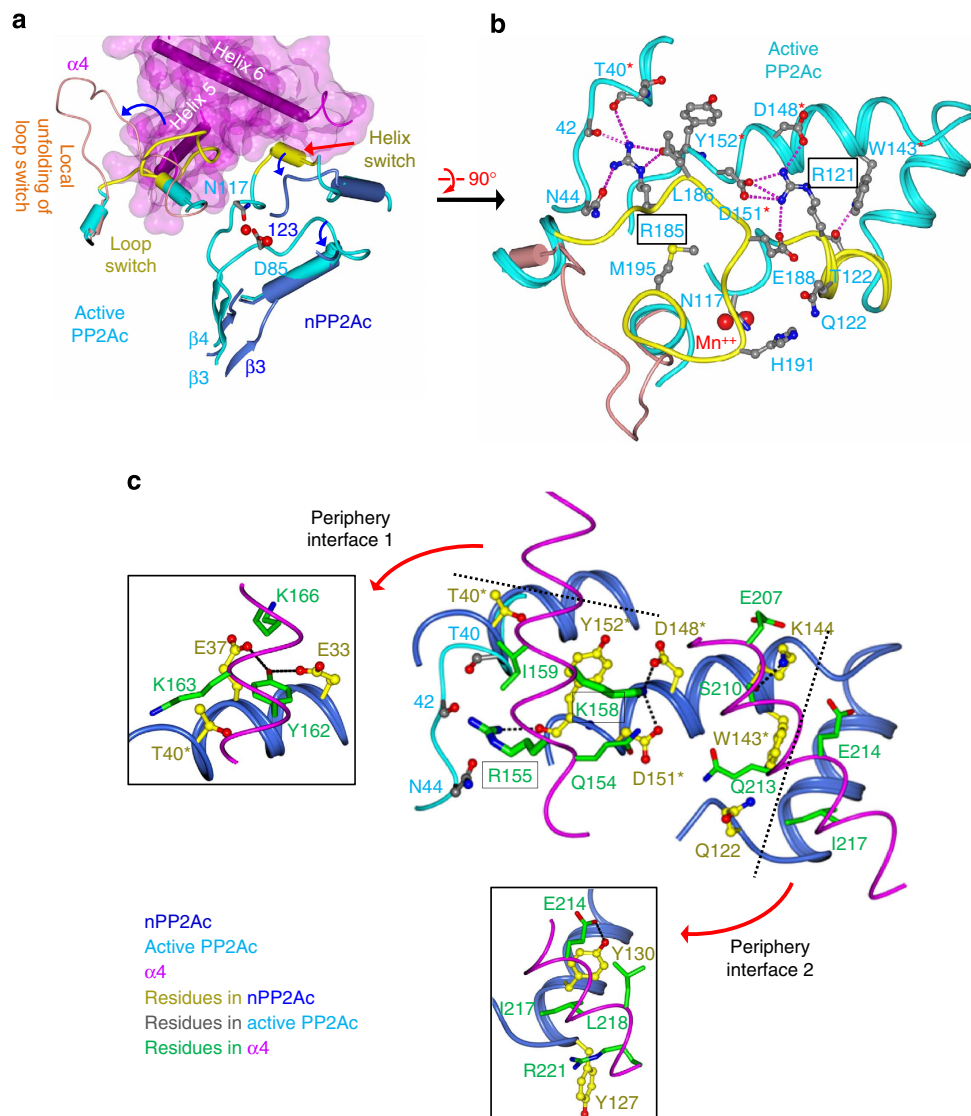 a
α4
Helix 6
Helix 5
Local
unfolding of
loop switch
Helix
switch
N117
Loop
switch
123
D85
Active
PP2Ac
nPP2Ac
β4
β3
β3
90°
b
Active
PP2Ac
T40*
D148*
42
Y152*
W143*
R121
N44
L186
D151*
R185
M195
E188
T122
N117
Q122
Mn++
H191
c
Periphery
interface 1
K166
E37
E33
K163
Y162
T40*
T40*
E207
Y152*
D148*
K144
T40
I159
S210
42
K158
W143*
E214
R155
Q154
D151*
Q213
N44
Q122
I217
E214
Y130
Periphery
interface 2
I217
L218
R221
Y127
nPP2Ac
Active PP2Ac
α4
Residues in nPP2Ac
Residues in active PP2Ac
Residues in α4